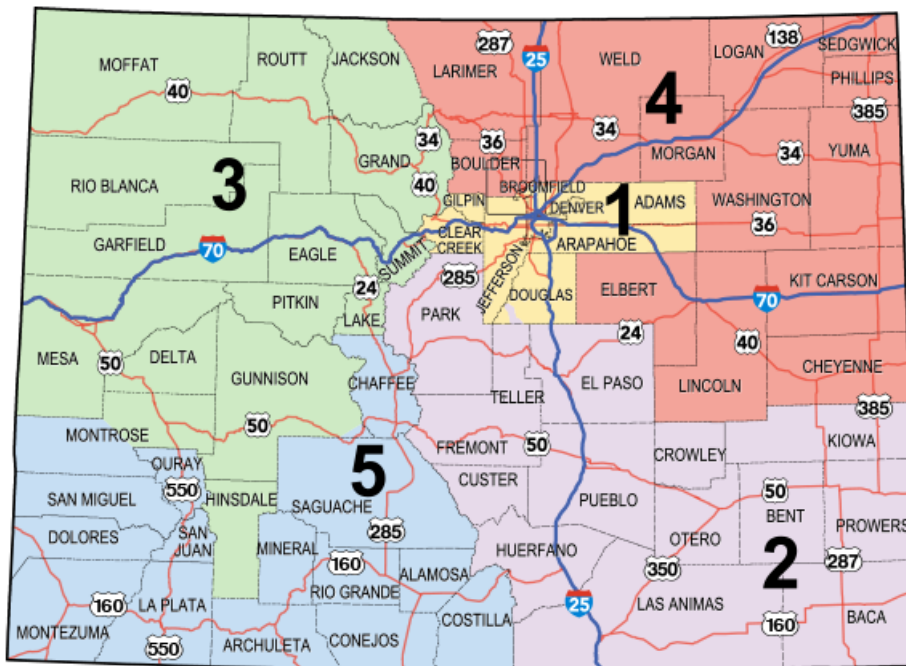 138
SEDGWICK
287
LOGAN
JACKSON
ROUTT
25
WELD
MOFFAT
LARIMER
PHILLIPS
40
4
385
34
36
34
MORGAN
34
YUMA
GRAND
BOULDER
RIO BLANCA
3
40
BROOMFIELD
GILPIN
DENVER
1
ADAMS
WASHINGTON
36
CLEAR
CREEK
GARFIELD
70
EAGLE
SUMMIT
ARAPAHOE
JEFFERSON
285
KIT CARSON
24
PITKIN
DOUGLAS
ELBERT
70
LAKE
PARK
24
MESA
50
DELTA
40
CHEYENNE
GUNNISON
CHAFFEE
TELLER
EL PASO
LINCOLN
385
50
MONTROSE
FREMONT
50
KIOWA
CROWLEY
OURAY
5
CUSTER
550
HINSDALE
50
SAN MIGUEL
SAGUACHE
PUEBLO
BENT
PROWERS
DOLORES
SAN
JUAN
285
OTERO
MINERAL
HUERFANO
2
287
160
350
ALAMOSA
RIO GRANDE
160
LA PLATA
25
LAS ANIMAS
COSTILLA
BACA
160
MONTEZUMA
550
ARCHULETA
CONEJOS